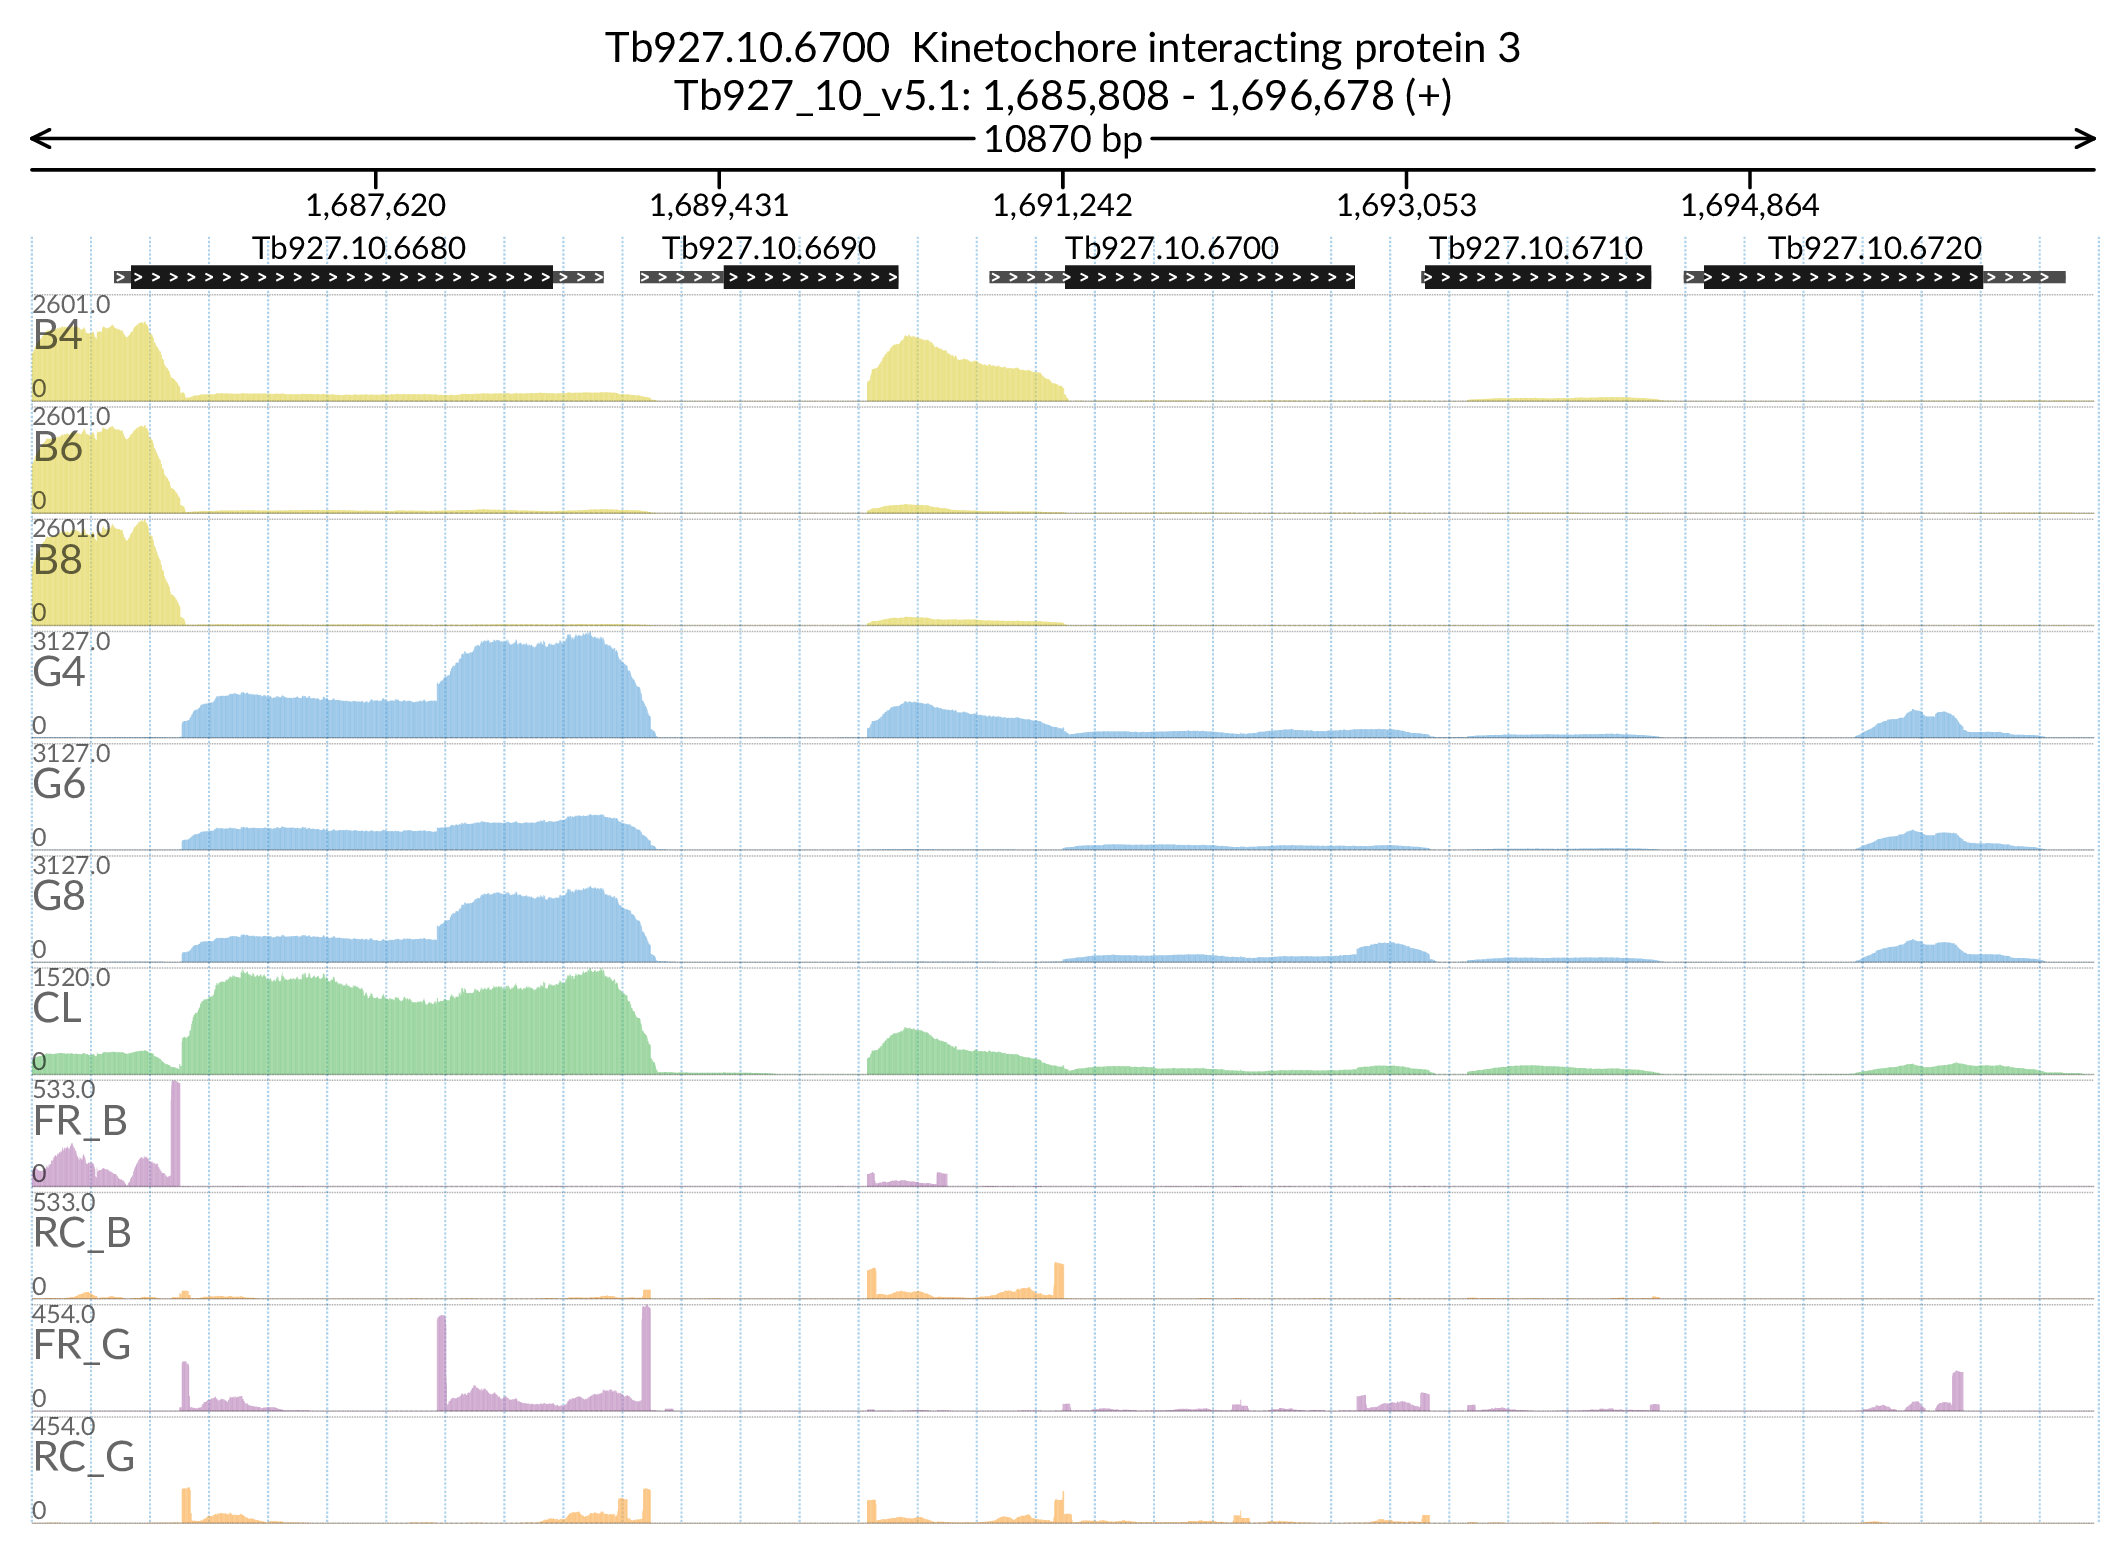 Tb927.10.6700  Kinetochore interacting protein 3
Tb927_10_v5.1: 1,685,808 - 1,696,678 (+)
10870 bp
1,687,620 1,689,431 1,691,242 1,693,053 1,694,864
Tb927.10.6680 Tb927.10.6690 Tb927.10.6700 Tb927.10.6710 Tb927.10.6720
2601.0
B4
0
2601.0
B6
0
2601.0
B8
0
3127.0
G4
0
3127.0
G6
0
3127.0
G8
0
1520.0
CL
0
533.0
FR_B
0
533.0
RC_B
0
454.0
FR_G
0
454.0
RC_G
0